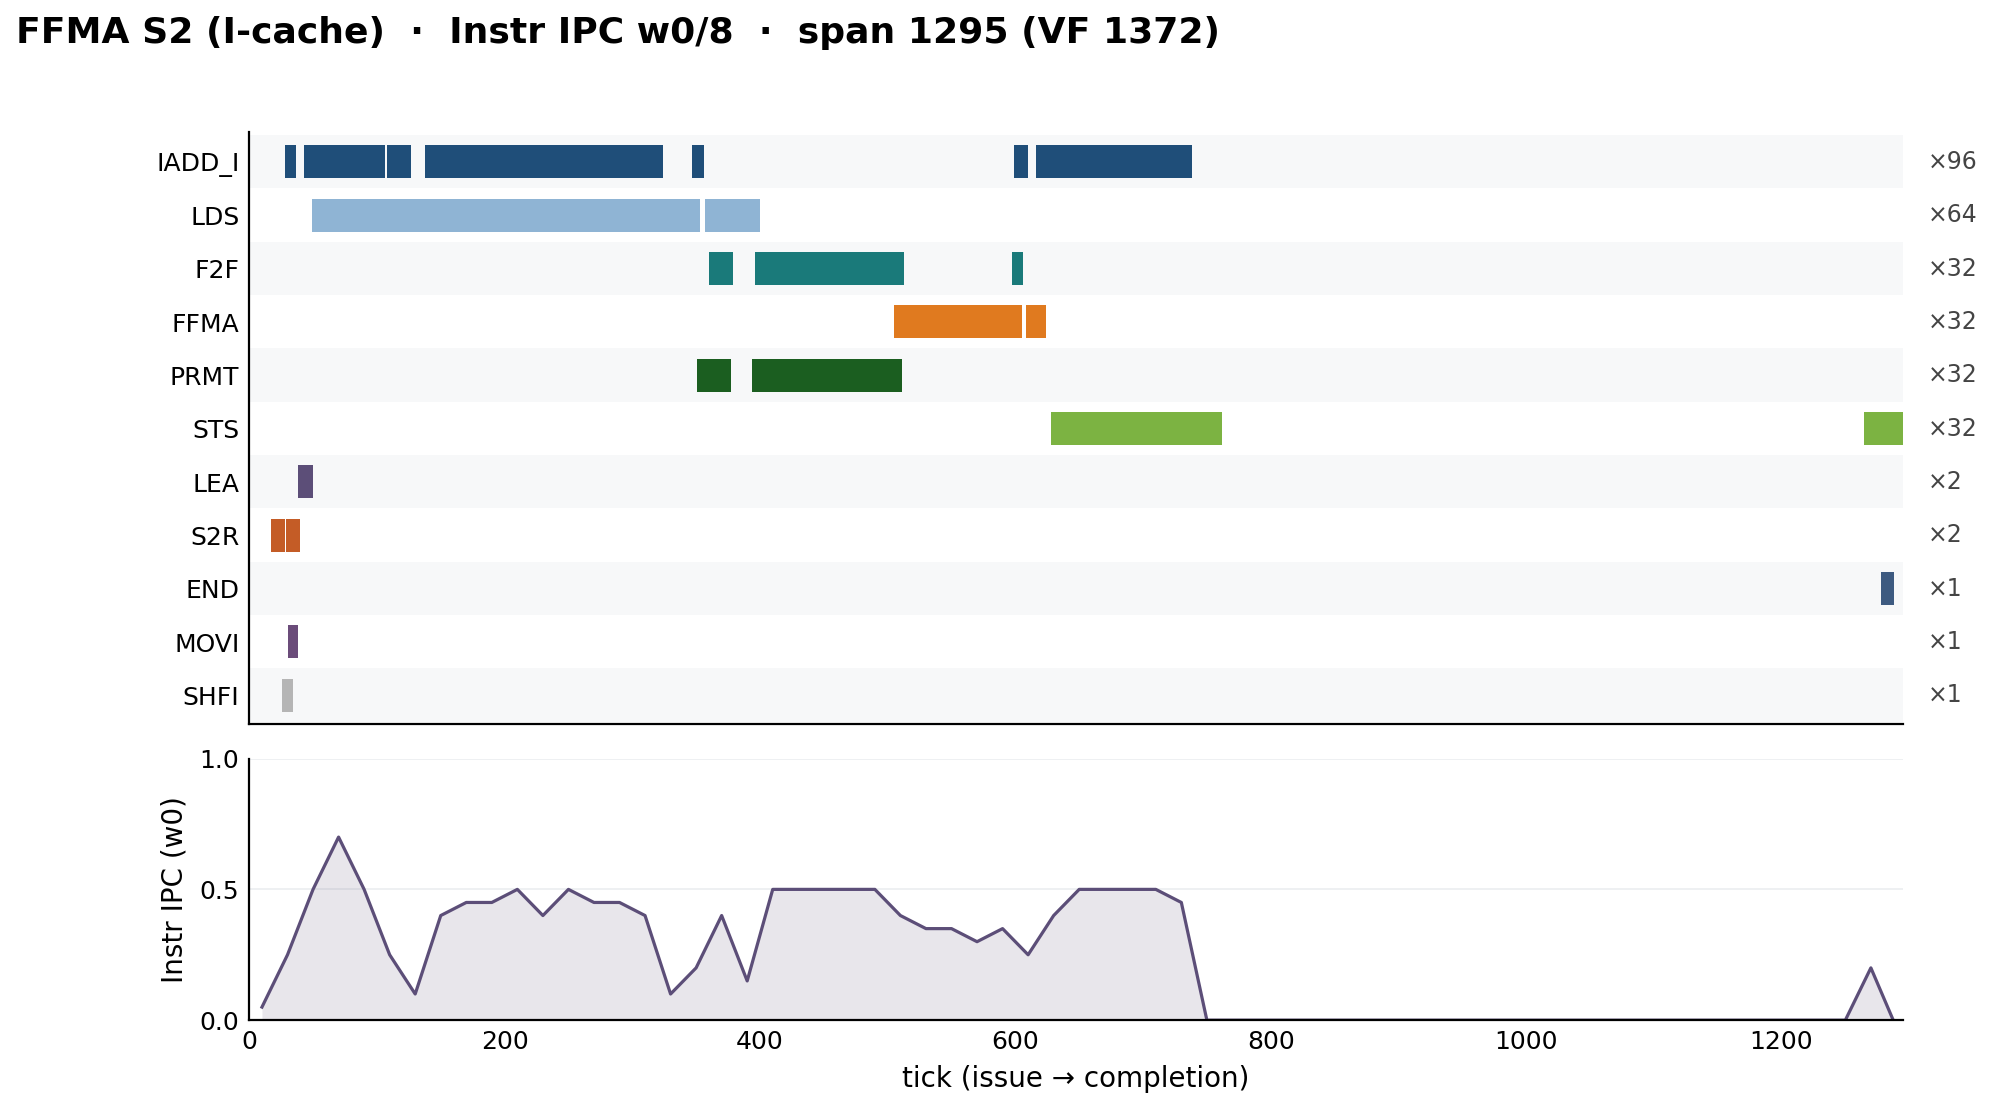 FFMA S2 (I-cache) · Instr IPC w0/8 · span 1295 (VF 1372)
IADD_I ×96
LDS ×64
F2F ×32
FFMA ×32
PRMT ×32
STS ×32
LEA ×2
S2R ×2
END ×1
MOVI ×1
SHFI ×1
1.0
0.5
0.0
Instr IPC (w0)
0 200 400 600 800 1000 1200
tick (issue → completion)